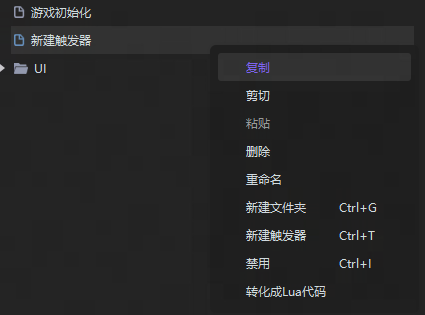 游戏初始化
新建触发器
UI
复制
剪切
粘贴
删除
重命名
新建文件夹 Ctrl+G
新建触发器 Ctrl+T
禁用 Ctrl+I
转化成Lua代码